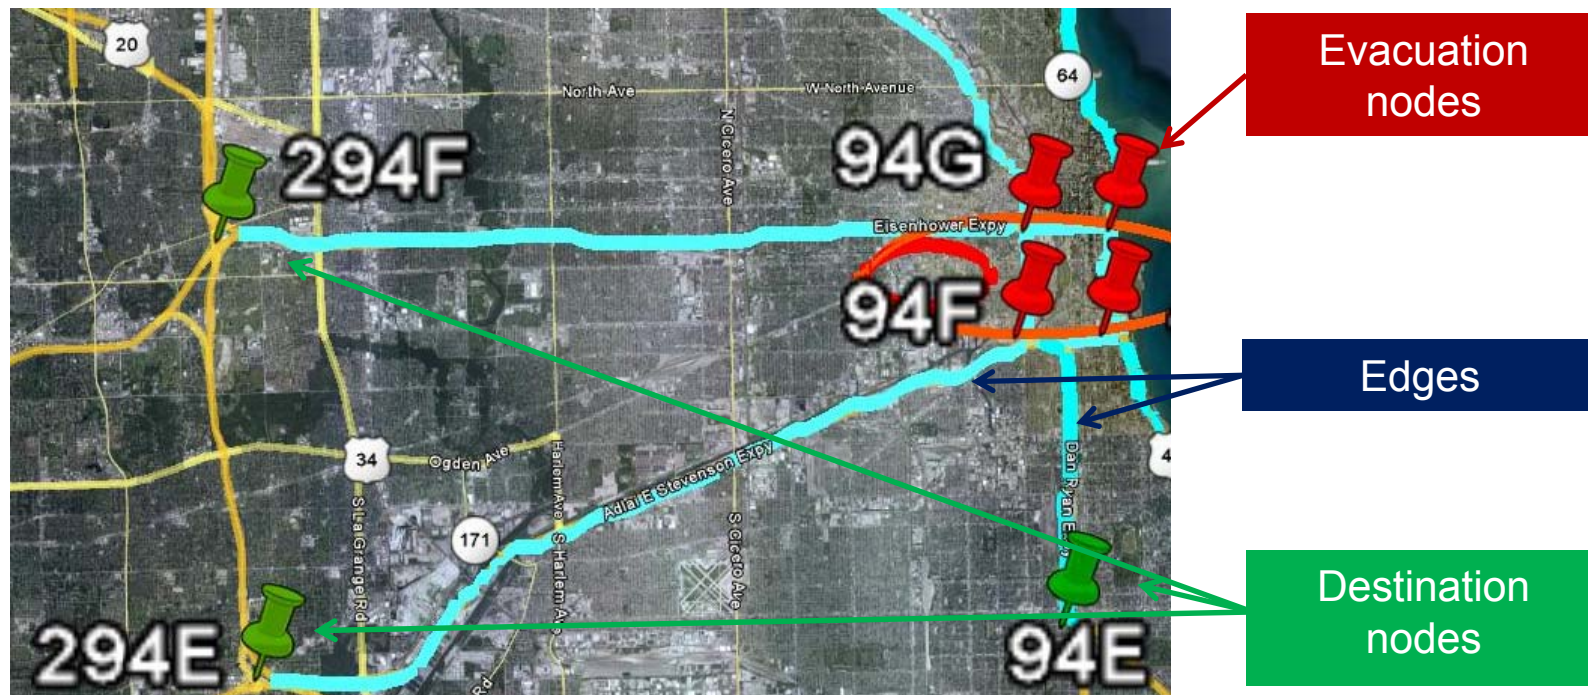 20
North Ave
W North Avenue
64
Evacuation
nodes
N Cicero Ave
294F
94G
Eisenhower Expy
94F
Edges
34
Ogden Ave
Harlem Ave
S La Grange Rd
171
Adlai E Stevenson Expy
S Harlem Ave
S Cicero Ave
Dan Ryan E
4
Destination
nodes
294E
94E
Rd